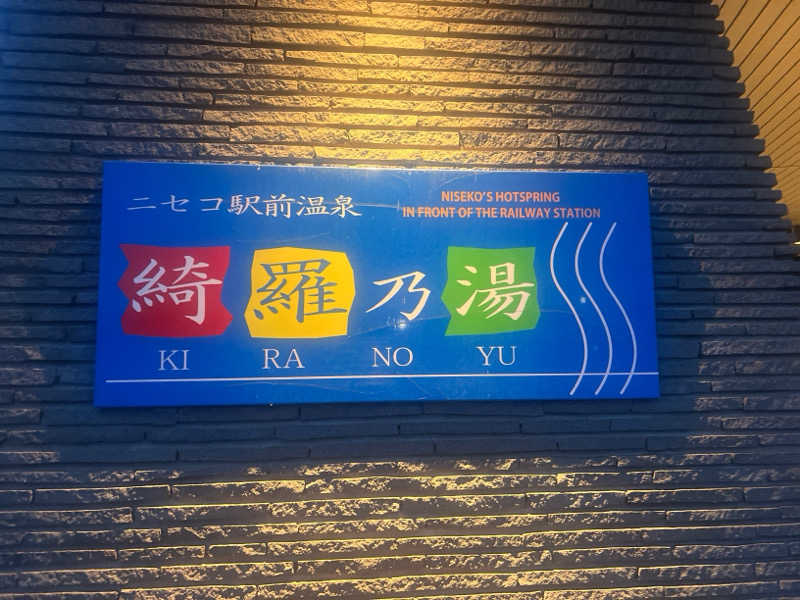 ニセコ駅前温泉
NISEKO'S HOTSPRING
IN FRONT OF THE RAILWAY STATION
綺羅乃湯
KI RA NO YU